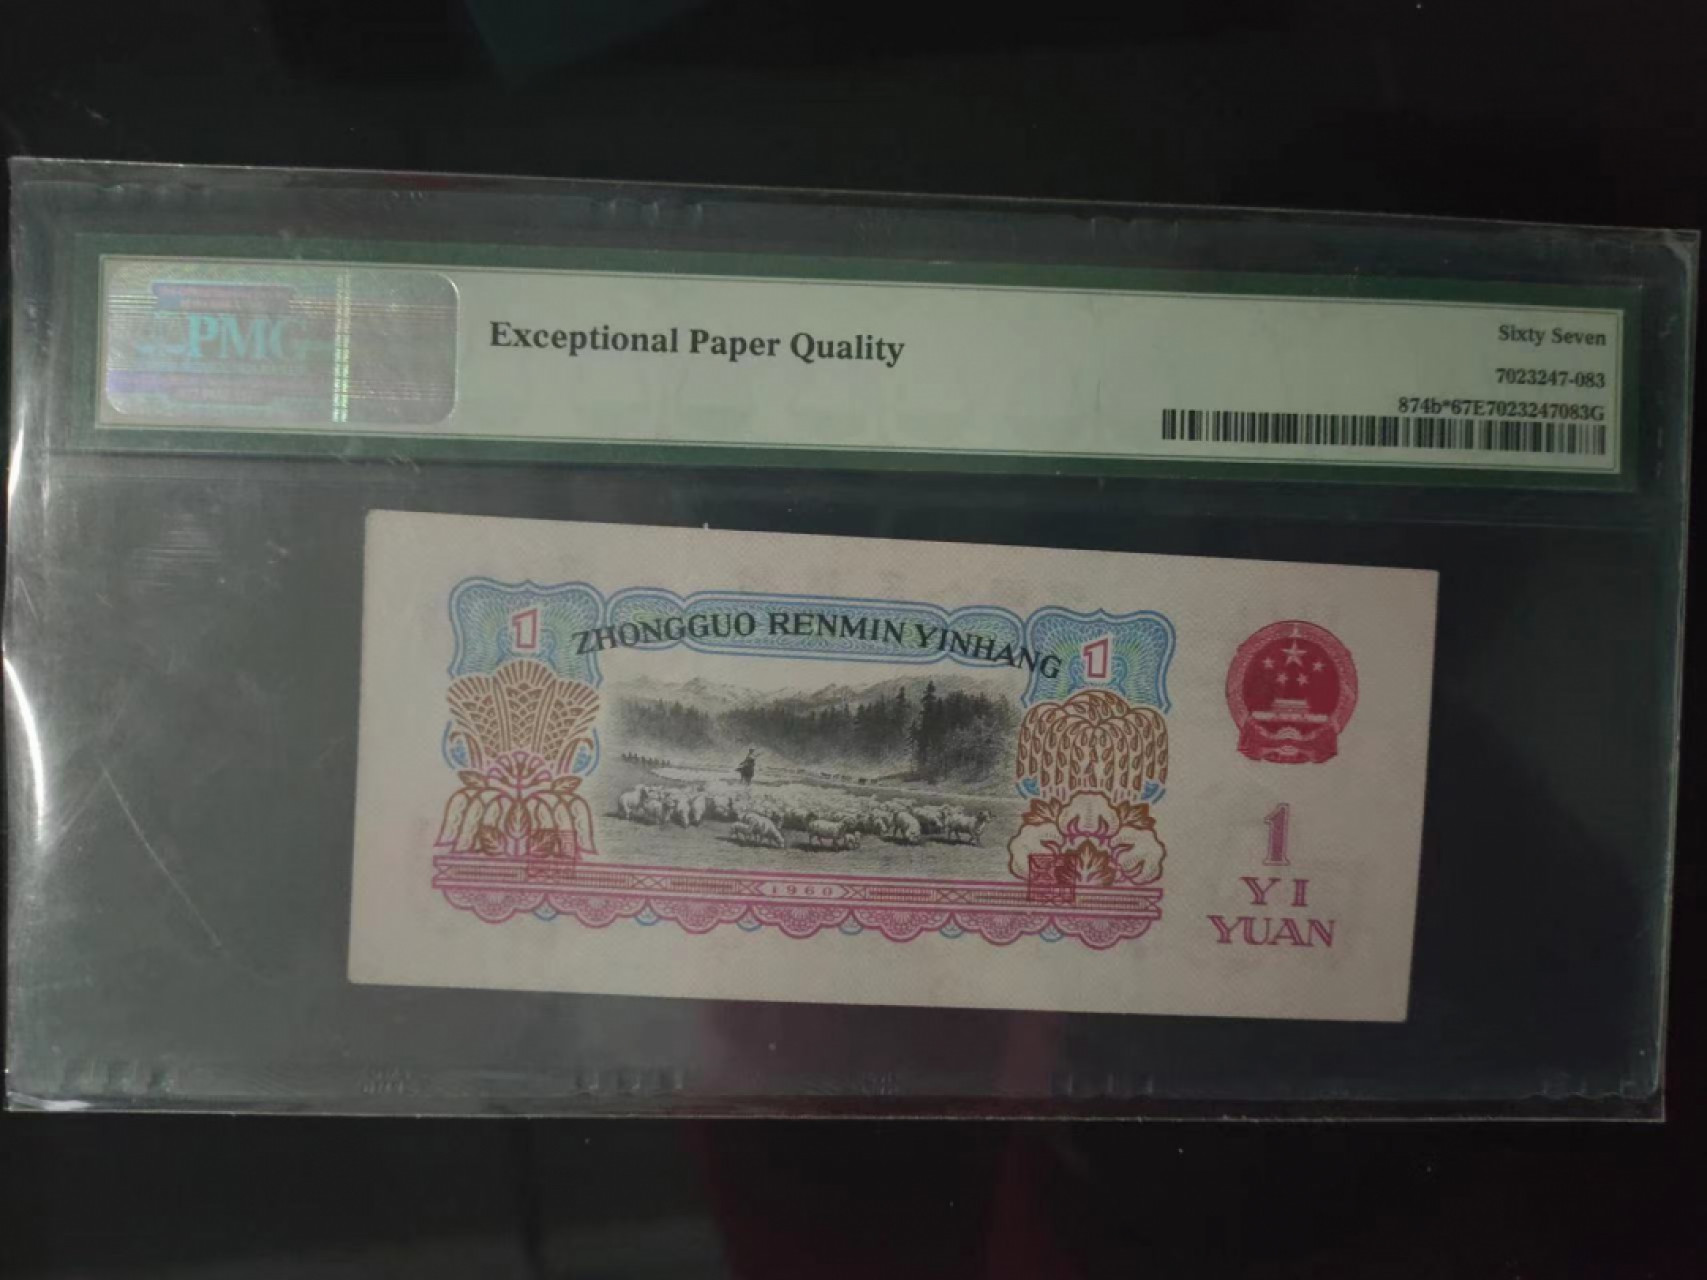 PMG
Exceptional Paper Quality
Sixty Seven
7023247-083
874b*67E7023247083G
1
ZHONGGUO RENMIN YINHANG
1
1960
1
YI
YUAN